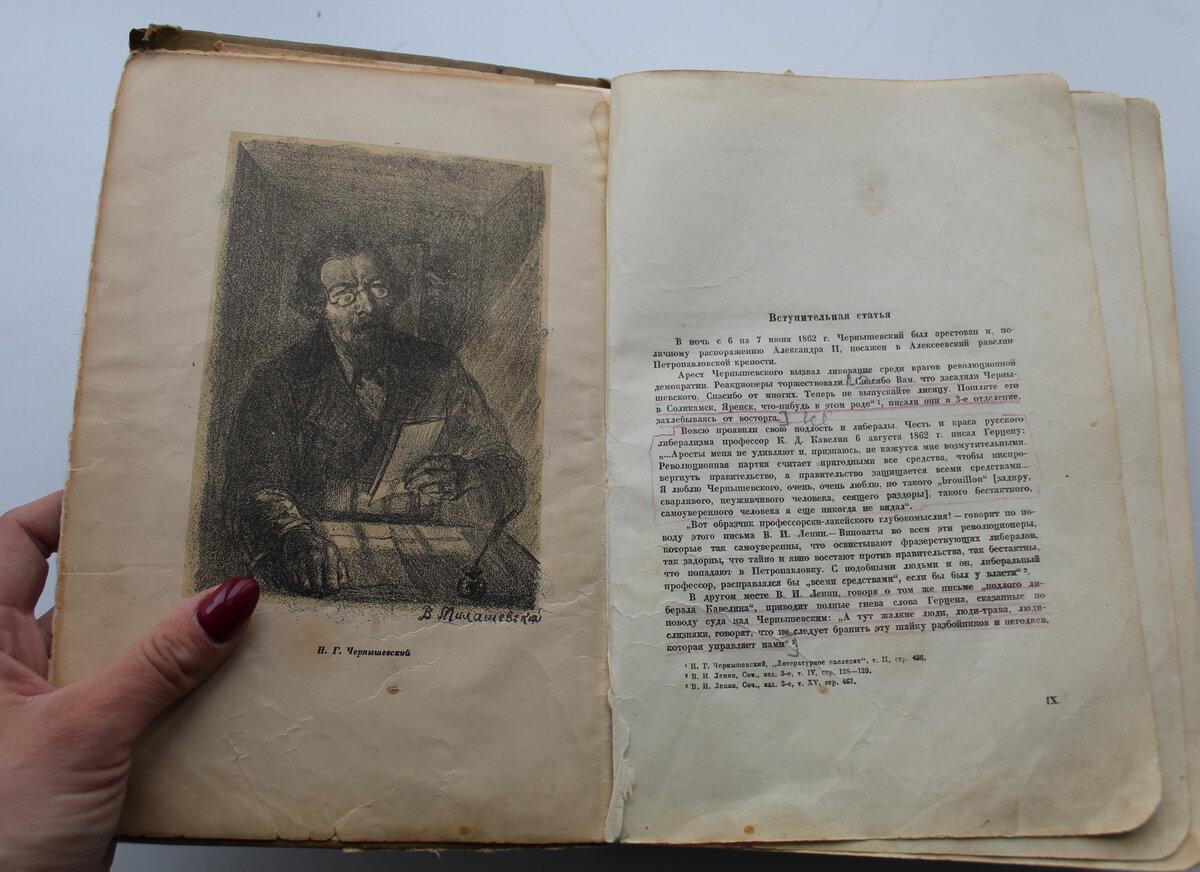 В. Милашевский
Н. Г. Чернышевский
Вступительная статья
В ночь с 6 на 7 июня 1862 г. Чернышевский был арестован и, по
личному распоряжению Александра II, посажен в Алексеевский равелин
Петропавловской крепости.
Арест Чернышевского вызвал ликование среди врагов революционной
демократии. Реакционеры торжествовали. „Спасибо Вам, что засадили Черны-
шевского. Спасибо от многих. Теперь не выпускайте лисицу. Пошлите его
в Соликамск, Яренск, что-нибудь в этом роде“¹, писали они в 3-е отделение,
захлебываясь от восторга.
Вовсю проявили свою подлость и либералы. Честь и краса русского
либерализма профессор К. Д. Кавелин 6 августа 1862 г. писал Герцену:
„...Аресты меня не удивляют и, признаюсь, не кажутся мне возмутительными.
Революционная партия считает пригодными все средства, чтобы ниспро-
вергнуть правительство, а правительство защищается всеми средствами...
Я люблю Чернышевского, очень, очень люблю, но такого „brouillon“ [задиру,
сварливого, неуживчивого человека, сеящего раздоры], такого бестактного,
самоуверенного человека я еще никогда не видал“.
„Вот образчик профессорски-лакейского глубокомыслия! — говорит по по-
воду этого письма В. И. Ленин.— Виноваты во всем эти революционеры,
которые так самоуверенны, что освистывают фразерствующих либералов,
так задорны, что тайно и явно восстают против правительства, так бестактны,
что попадают в Петропавловку. С подобными людьми и он, либеральный
профессор, расправлялся бы „всеми средствами“, если бы был у власти“².
В другом месте В. И. Ленин, говоря о том же письме „подлого ли-
берала Кавелина“, приводит полные гнева слова Герцена, сказанные по
поводу суда над Чернышевским: „А тут жалкие люди, люди-трава, люди-
слизняки, говорят, что не следует бранить эту шайку разбойников и негодяев,
которая управляет нами“³
¹ Н. Г. Чернышевский, „Литературное наследие“, т. II, стр. 436.
² В. И. Ленин, Соч., изд. 3-е, т. IV, стр. 128—129.
³ В. И. Ленин, Соч., изд. 3-е, т. XV, стр. 467.
IX